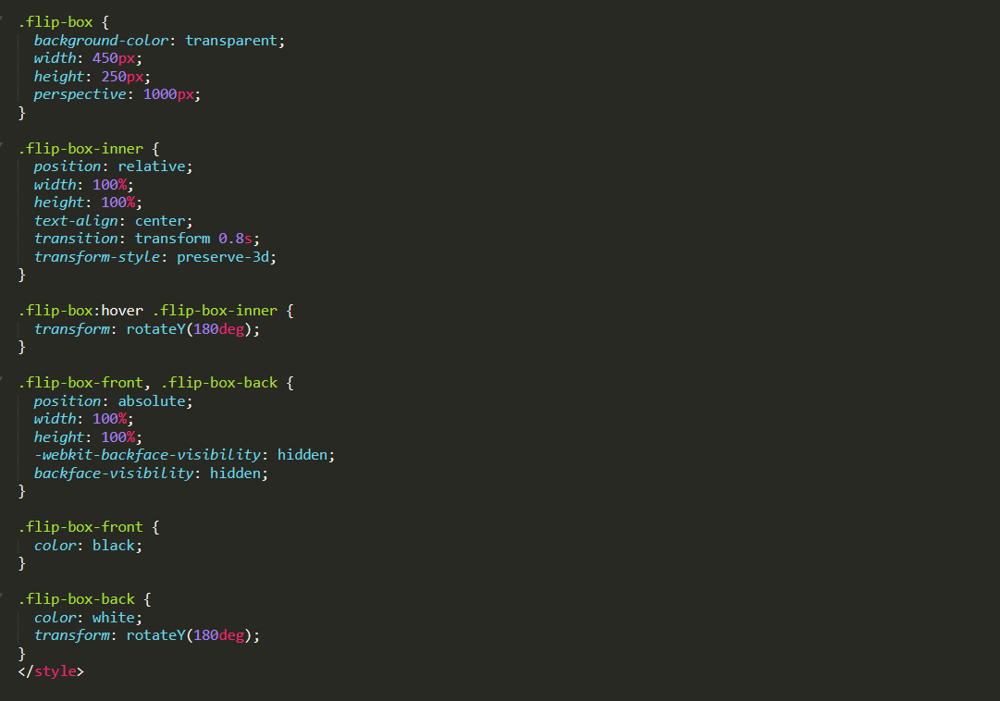 .flip-box {
  background-color: transparent;
  width: 450px;
  height: 250px;
  perspective: 1000px;
}

.flip-box-inner {
  position: relative;
  width: 100%;
  height: 100%;
  text-align: center;
  transition: transform 0.8s;
  transform-style: preserve-3d;
}

.flip-box:hover .flip-box-inner {
  transform: rotateY(180deg);
}

.flip-box-front, .flip-box-back {
  position: absolute;
  width: 100%;
  height: 100%;
  -webkit-backface-visibility: hidden;
  backface-visibility: hidden;
}

.flip-box-front {
  color: black;
}

.flip-box-back {
  color: white;
  transform: rotateY(180deg);
}
</style>